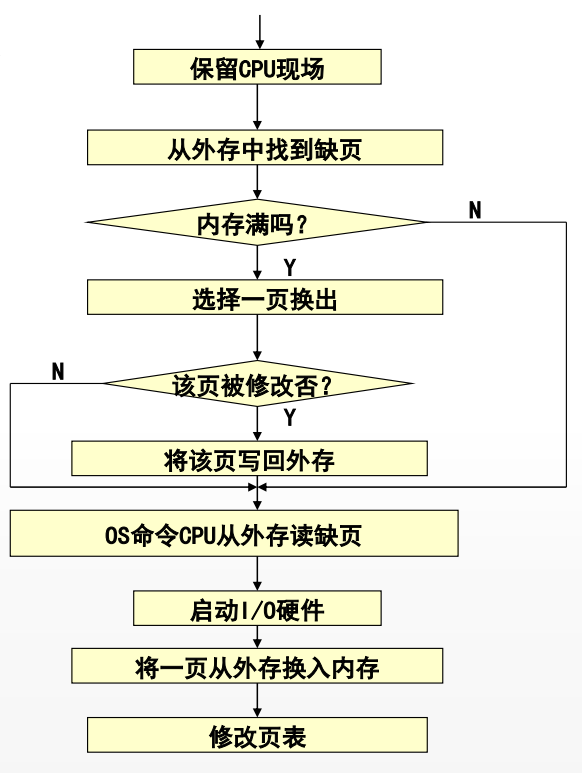 保留CPU现场
从外存中找到缺页
内存满吗?
N
Y
选择一页换出
N
该页被修改否?
Y
将该页写回外存
OS命令CPU从外存读缺页
启动I/O硬件
将一页从外存换入内存
修改页表